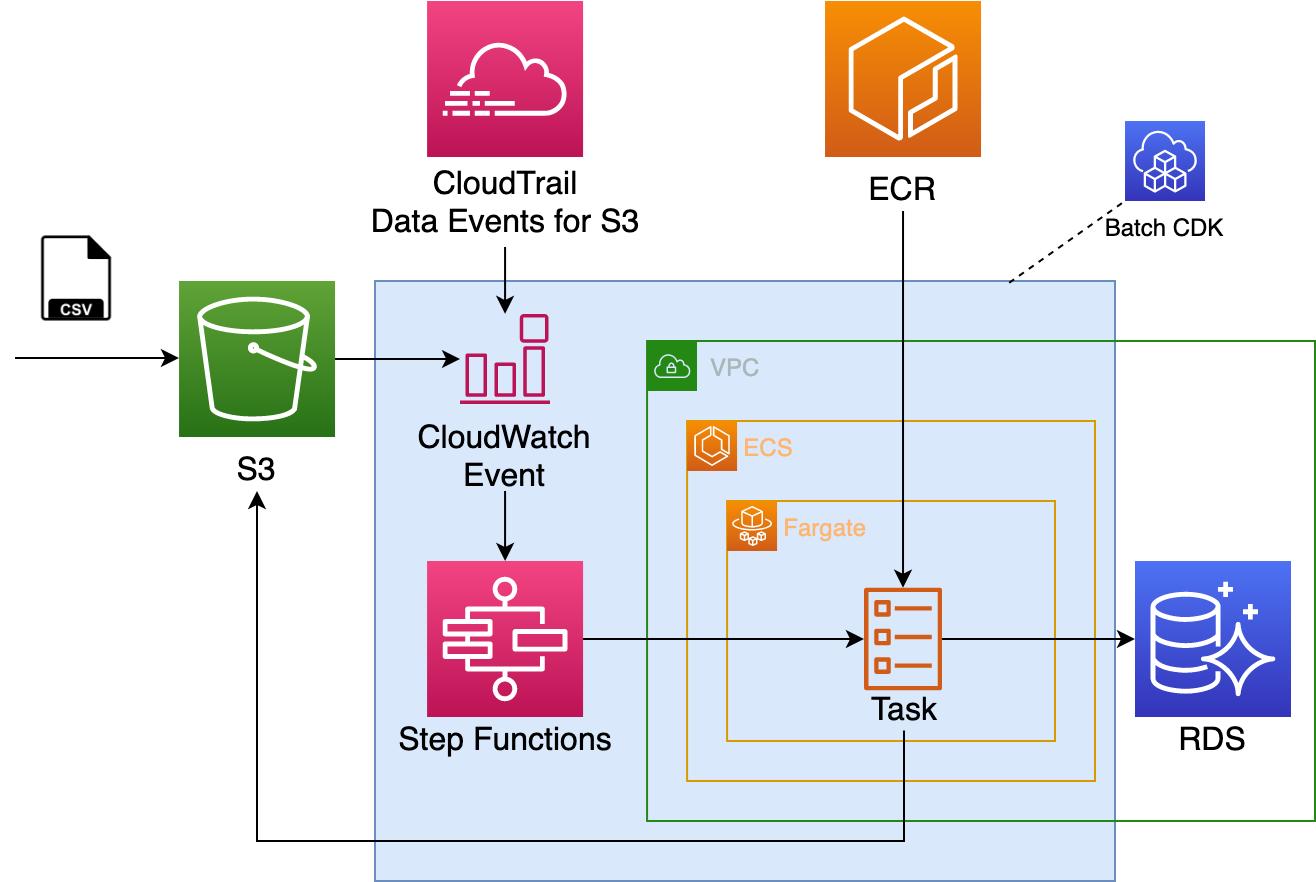 CloudTrail
Data Events for S3
ECR
Batch CDK
CSV
S3
CloudWatch
Event
VPC
ECS
Fargate
Step Functions
Task
RDS